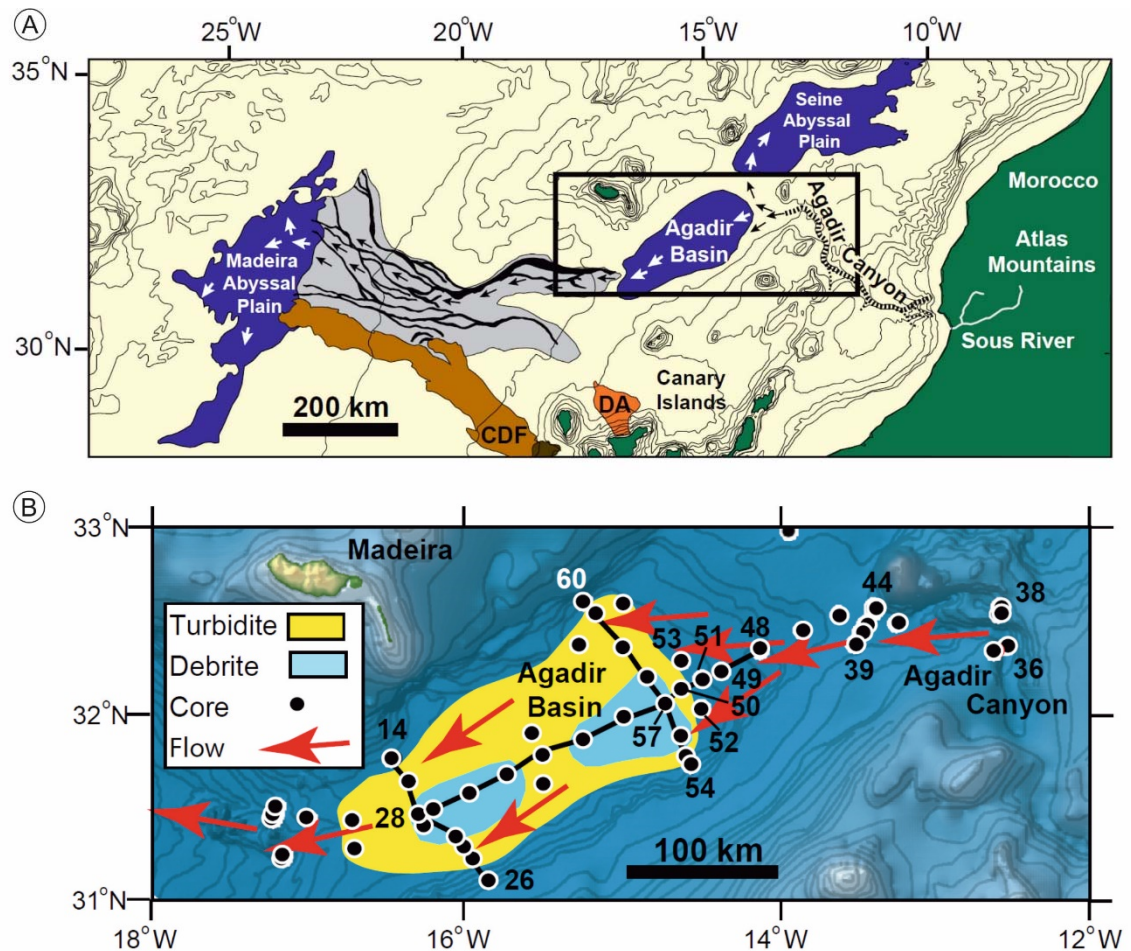 A
25°W 20°W 15°W 10°W
35°N
Seine
Abyssal
Plain
Morocco
Agadir Canyon
Atlas
Mountains
Agadir
Basin
Madeira
Abyssal
Plain
Sous River
30°N
Canary
Islands
200 km
DA
CDF
B
33°N
Madeira
60
44
38
Turbidite
Debrite
Core
Flow
53
51
48
Agadir
Basin
49
39
36
Agadir
Canyon
50
32°N
14
57
52
54
28
26
100 km
31°N
18°W 16°W 14°W 12°W